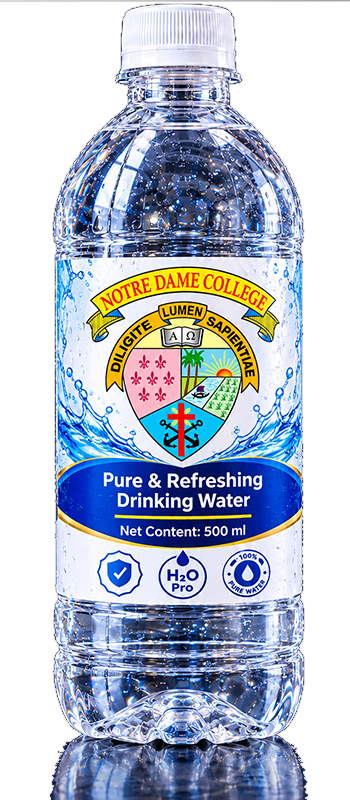 NOTRE DAME COLLEGE
DILIGITE LUMEN SAPIENTIAE
Α Ω
Pure & Refreshing
Drinking Water
Net Content: 500 ml
H₂O
Pro
100%
PURE WATER